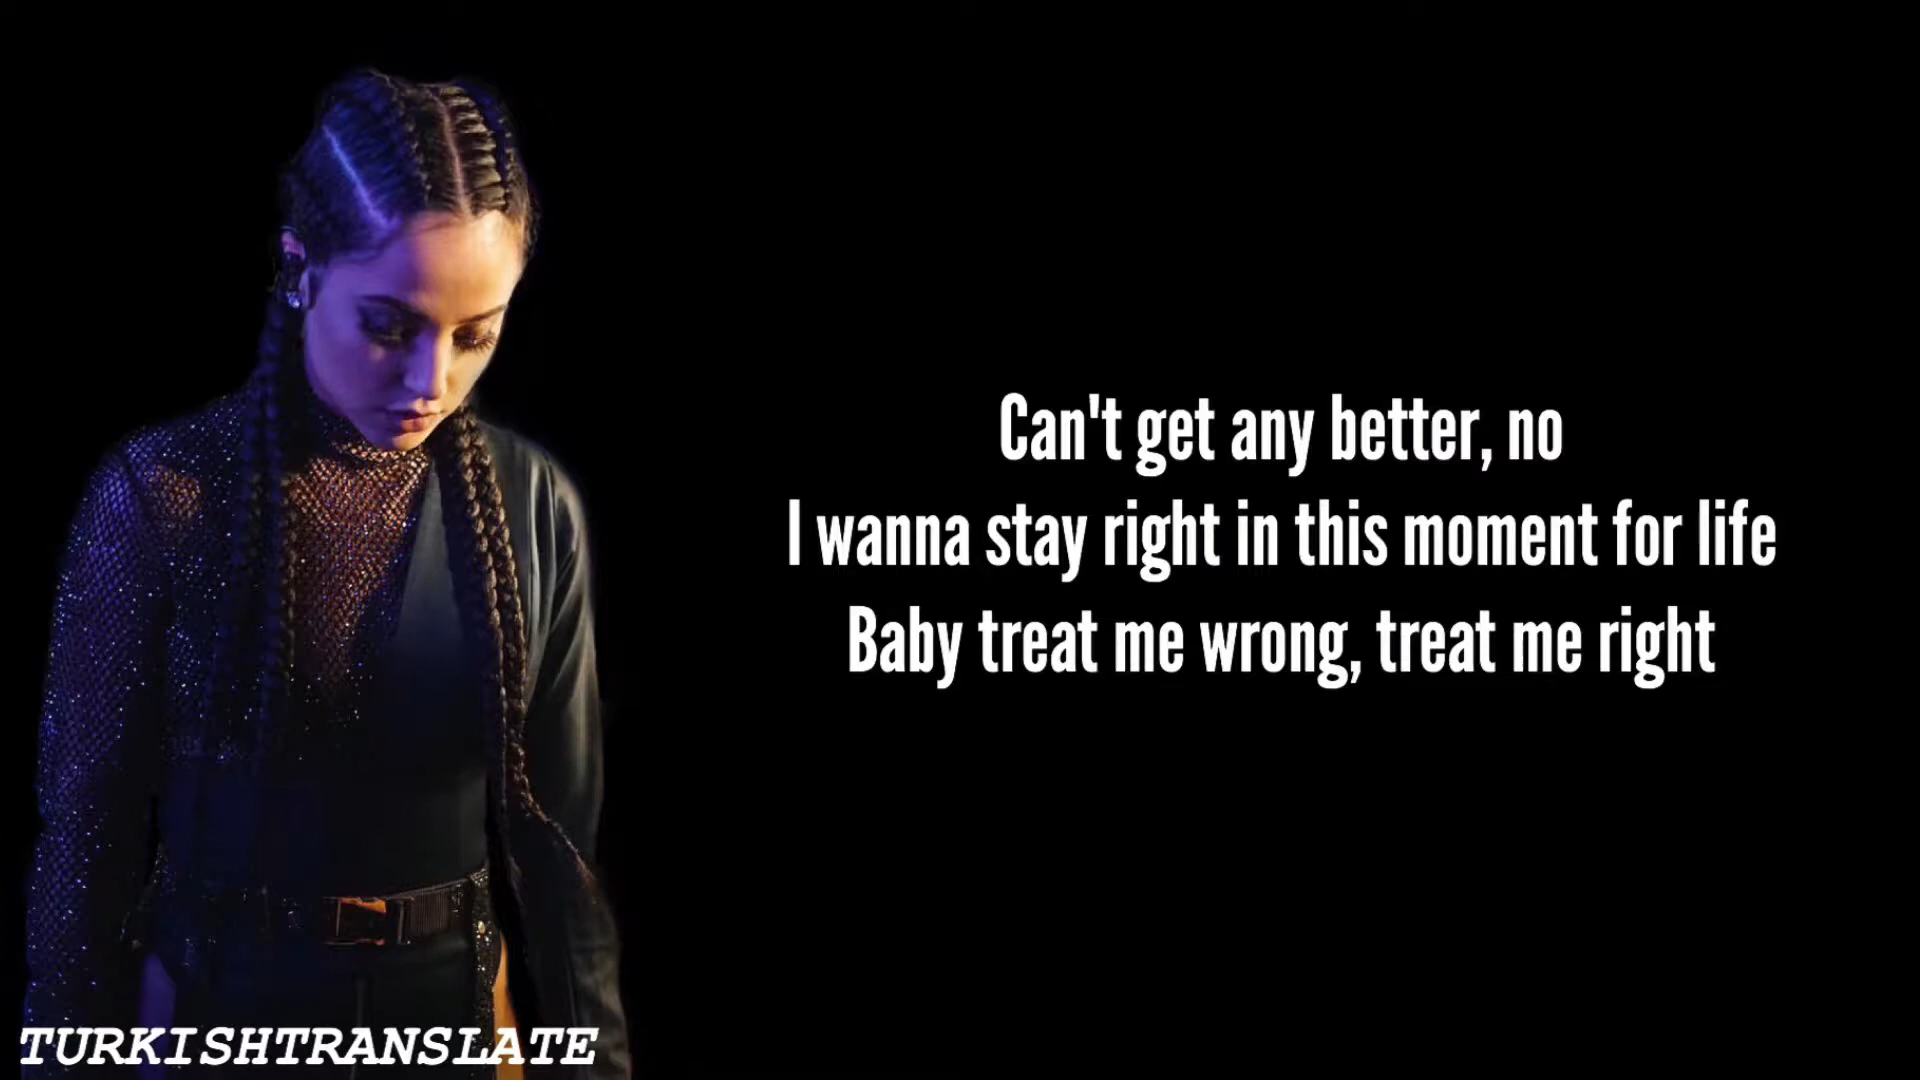 Can't get any better, no
I wanna stay right in this moment for life
Baby treat me wrong, treat me right
TURKISHTRANSLATE